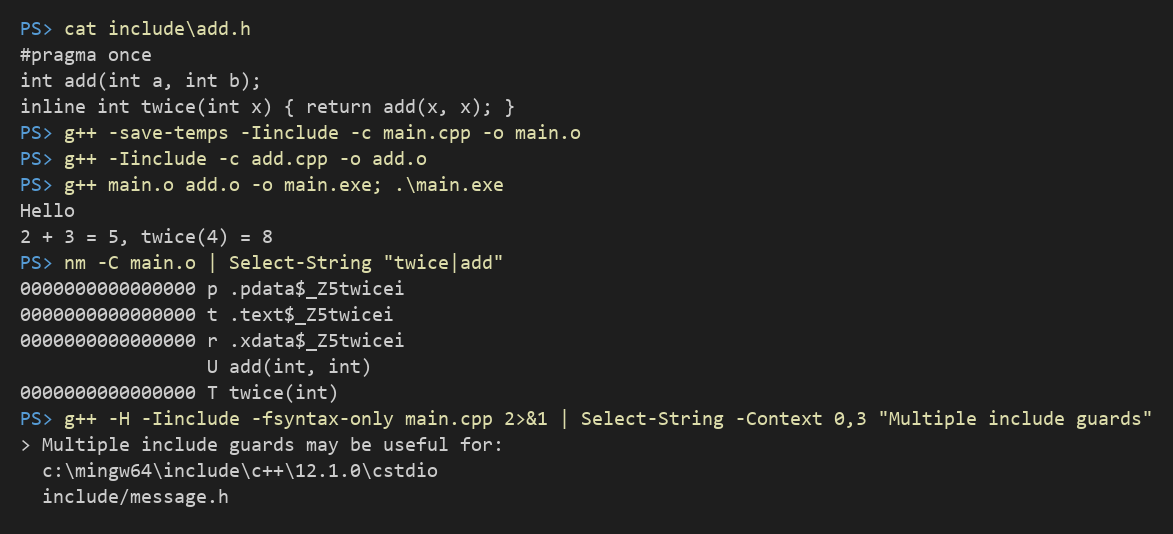 PS> cat include\add.h
#pragma once
int add(int a, int b);
inline int twice(int x) { return add(x, x); }
PS> g++ -save-temps -Iinclude -c main.cpp -o main.o
PS> g++ -Iinclude -c add.cpp -o add.o
PS> g++ main.o add.o -o main.exe; .\main.exe
Hello
2 + 3 = 5, twice(4) = 8
PS> nm -C main.o | Select-String "twice|add"
0000000000000000 p .pdata$_Z5twicei
0000000000000000 t .text$_Z5twicei
0000000000000000 r .xdata$_Z5twicei
                 U add(int, int)
0000000000000000 T twice(int)
PS> g++ -H -Iinclude -fsyntax-only main.cpp 2>&1 | Select-String -Context 0,3 "Multiple include guards"
> Multiple include guards may be useful for:
  c:\mingw64\include\c++\12.1.0\cstdio
  include/message.h